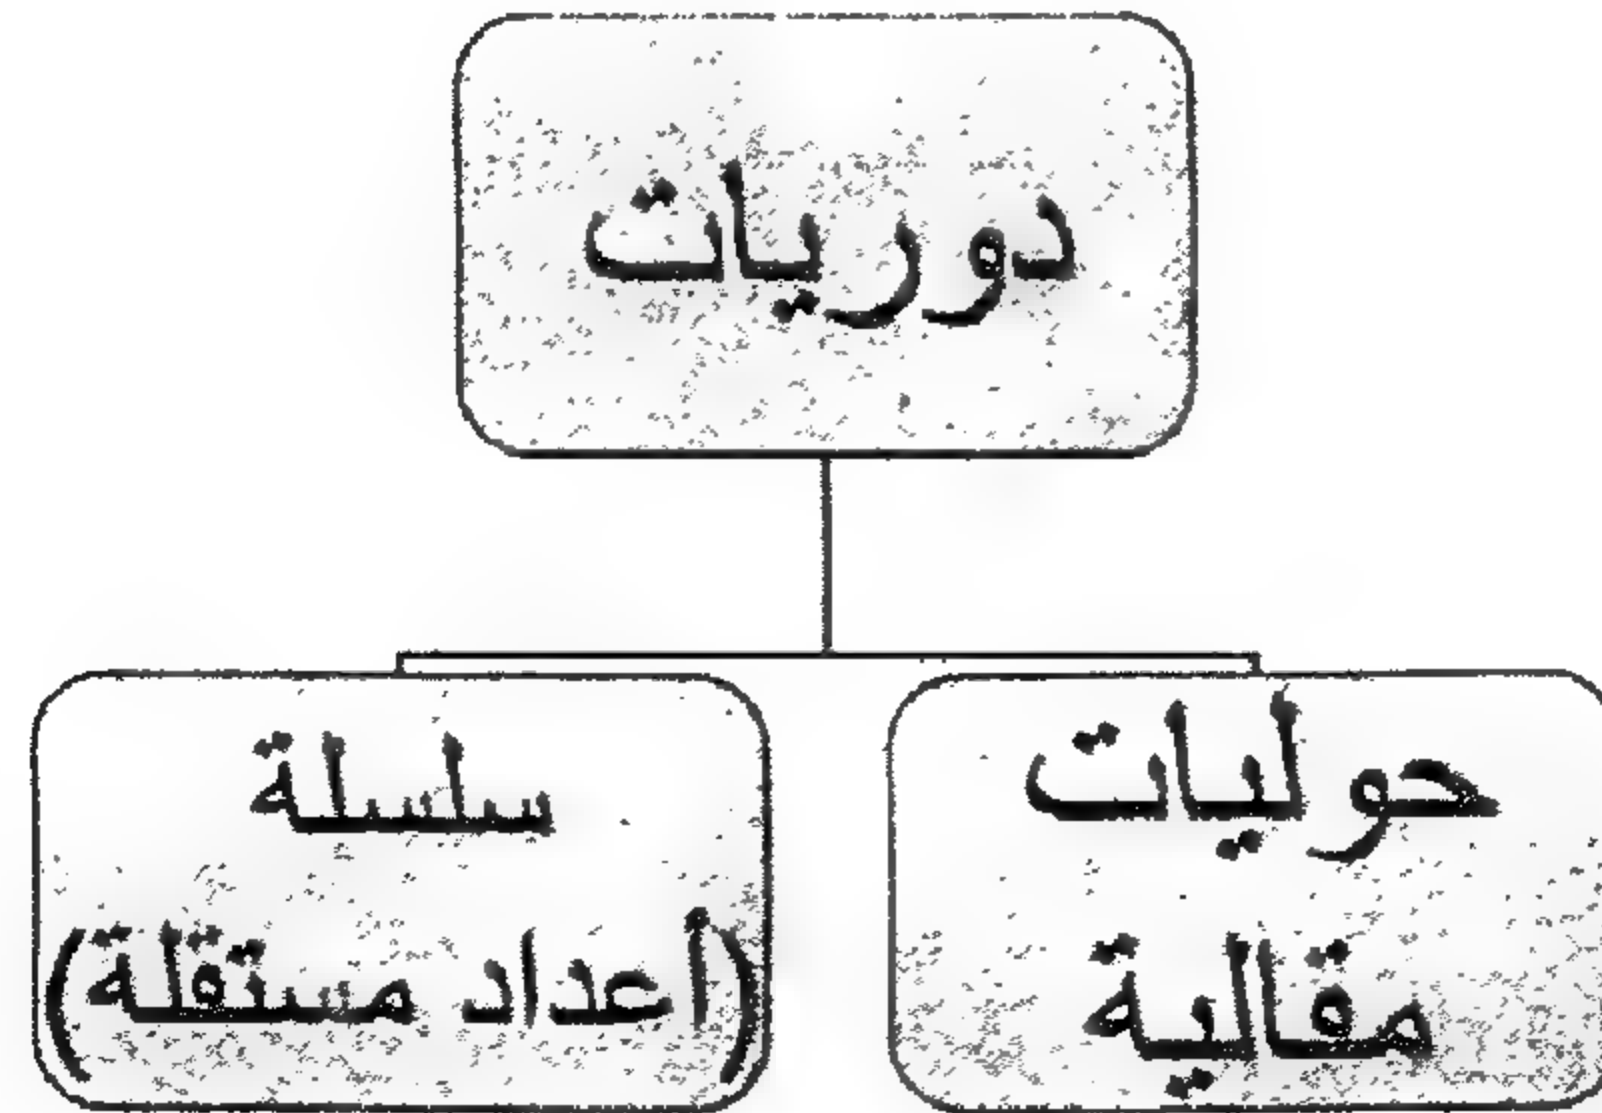 دوريات
حوليات
مقالية
سلسلة
(أعداد مستقلة)